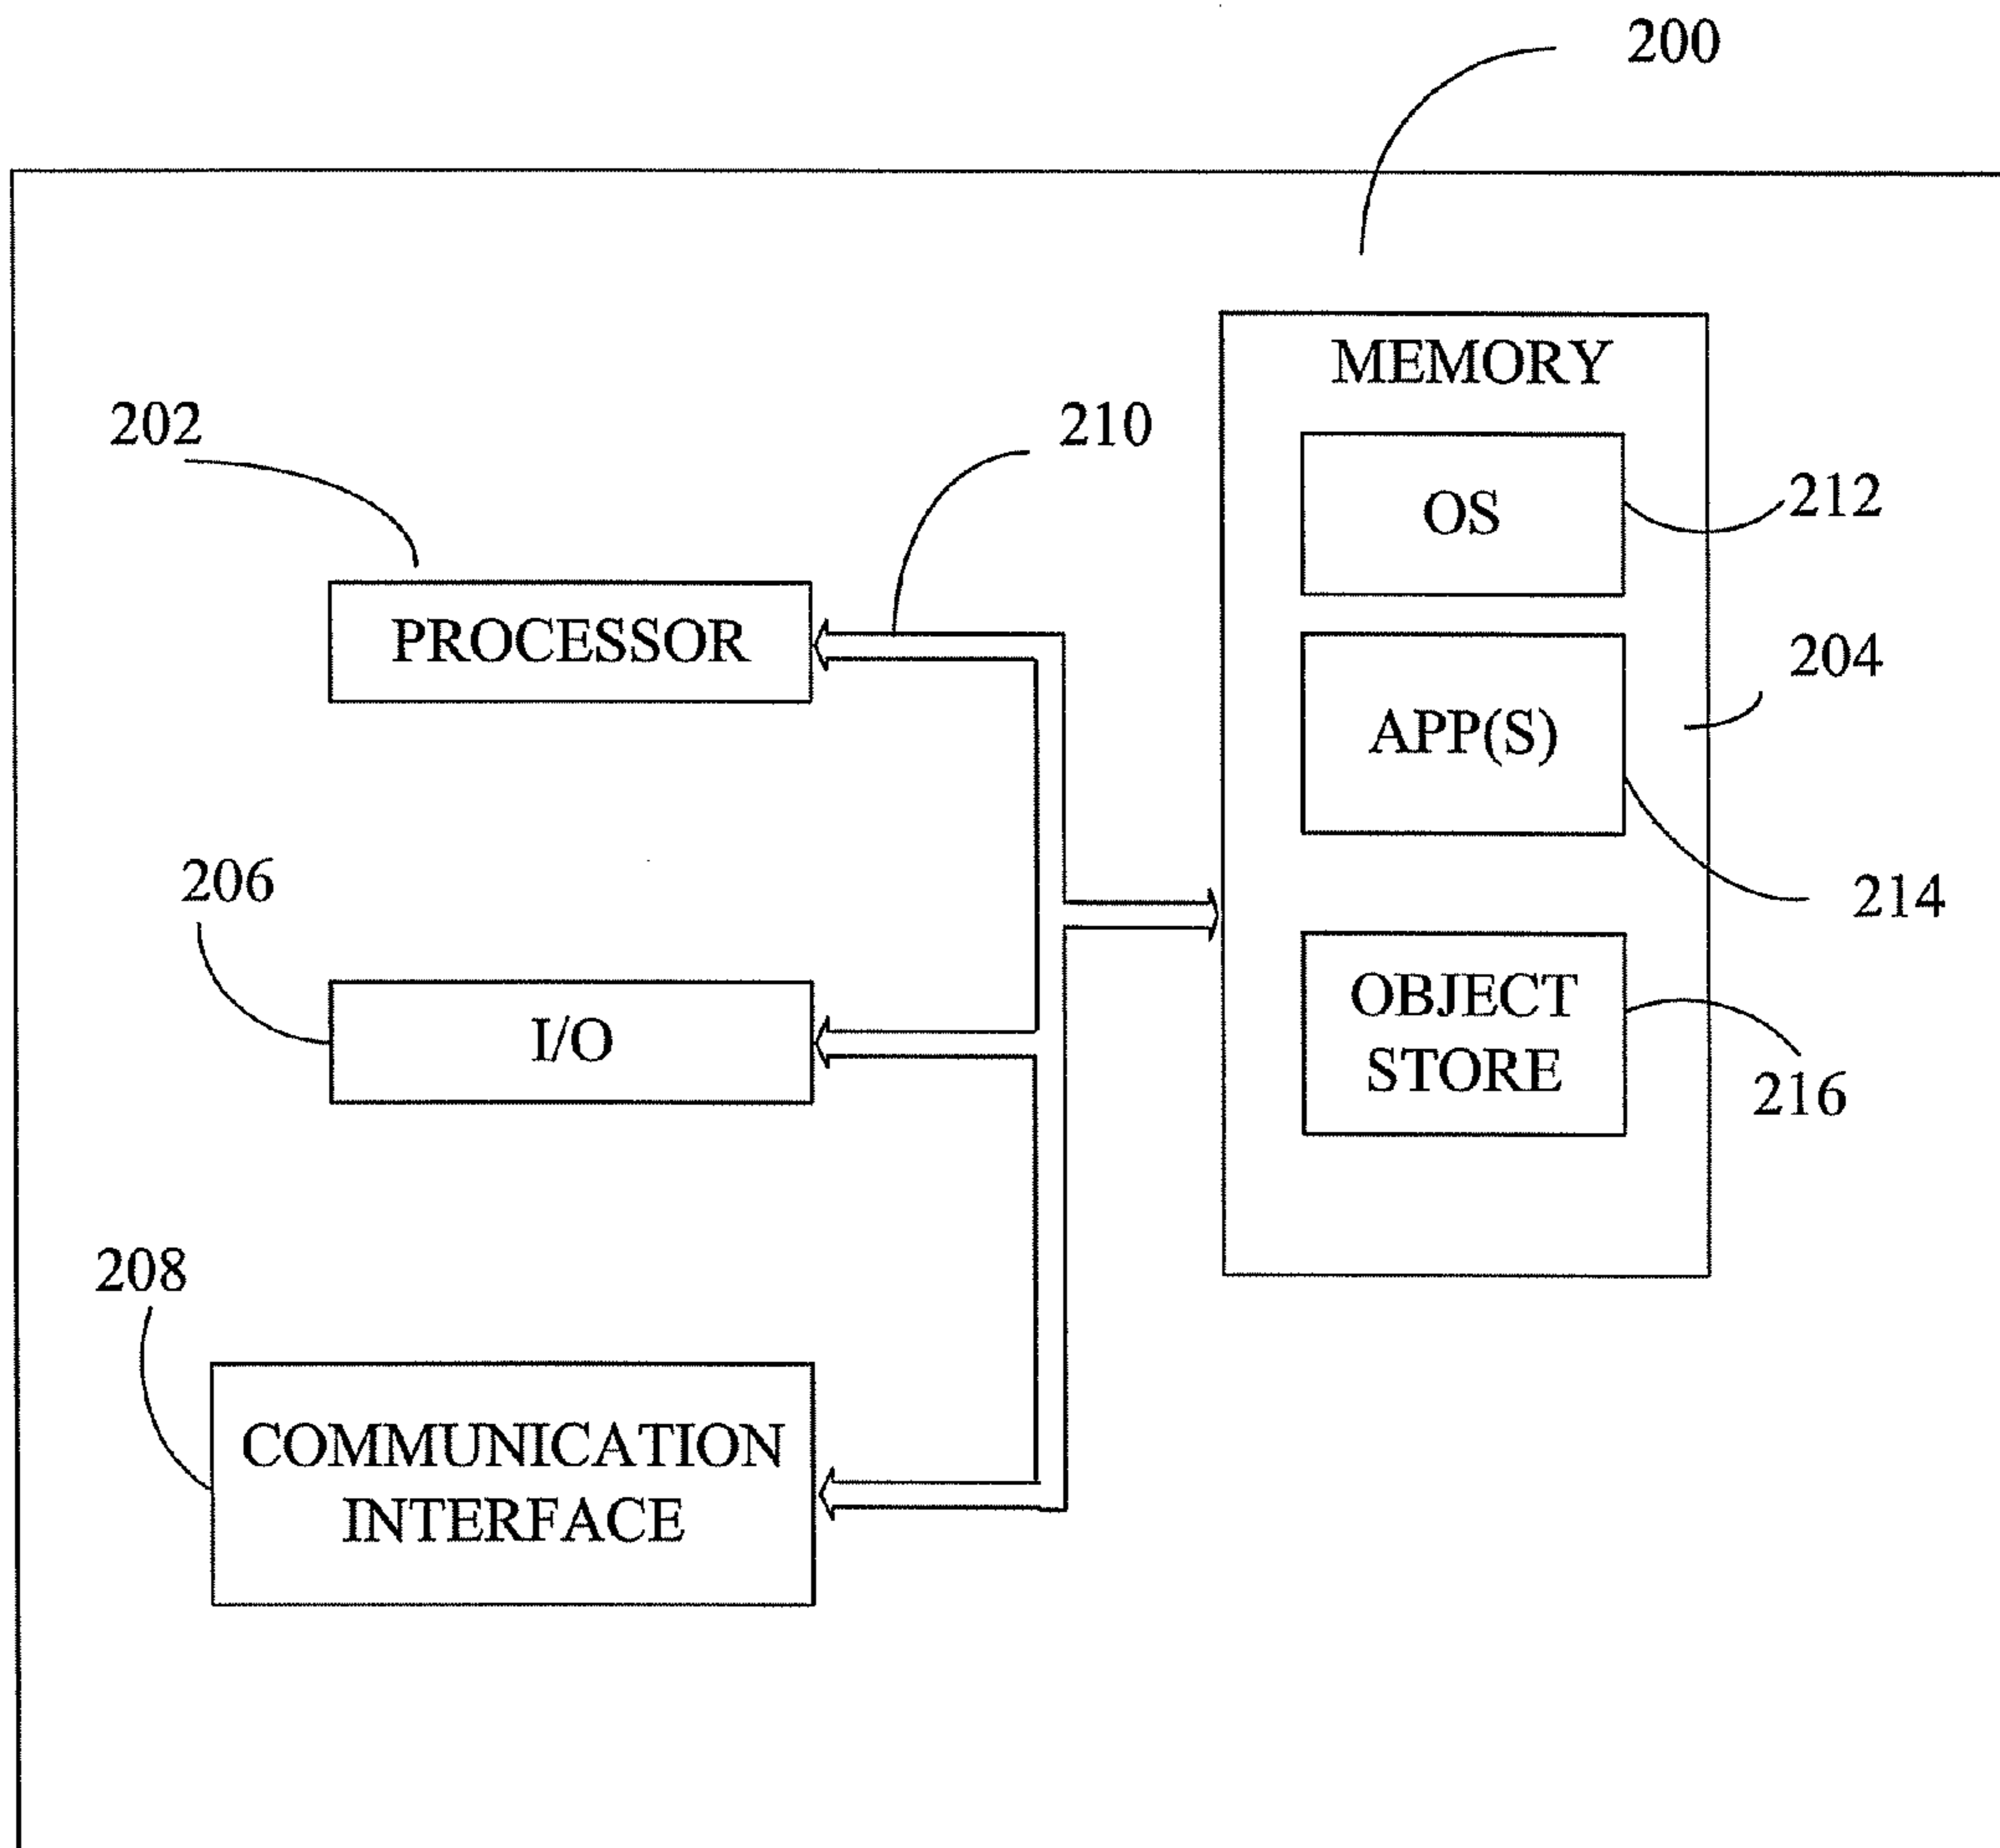 200
MEMORY
202
210
OS
212
PROCESSOR
204
APP(S)
206
214
I/O
OBJECT
STORE
216
208
COMMUNICATION
INTERFACE